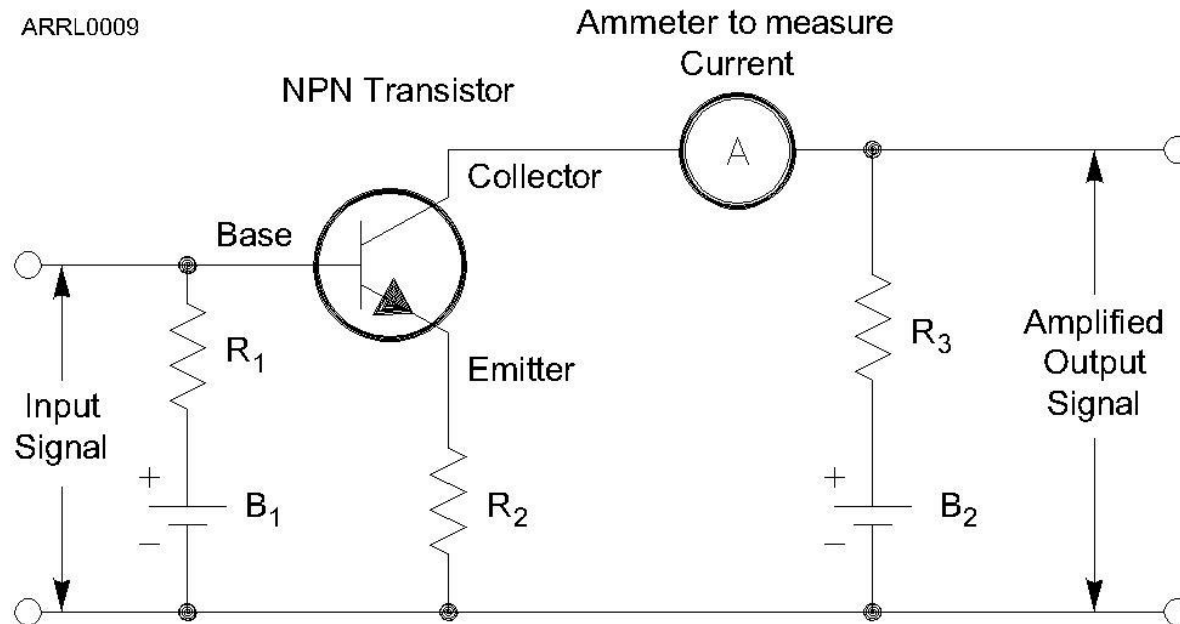 ARRL0009
Ammeter to measure
Current
NPN Transistor
A
Collector
Base
R1
R3
Amplified
Output
Signal
Emitter
Input
Signal
+
B1
–
R2
+
B2
–